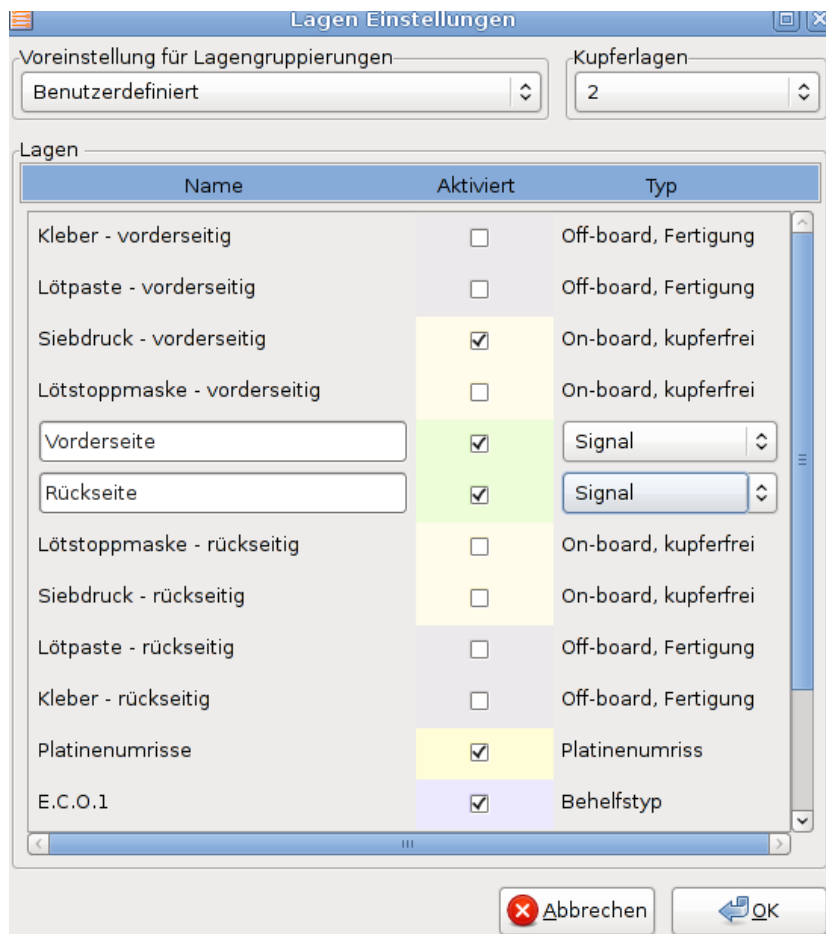 Lagen Einstellungen
Voreinstellung für Lagengruppierungen
Kupferlagen
Benutzerdefiniert
2
Lagen
Name Aktiviert Typ
Kleber - vorderseitig Off-board, Fertigung
Lötpaste - vorderseitig Off-board, Fertigung
Siebdruck - vorderseitig On-board, kupferfrei
Lötstoppmaske - vorderseitig On-board, kupferfrei
Vorderseite Signal
Rückseite Signal
Lötstoppmaske - rückseitig On-board, kupferfrei
Siebdruck - rückseitig On-board, kupferfrei
Lötpaste - rückseitig Off-board, Fertigung
Kleber - rückseitig Off-board, Fertigung
Platinenumrisse Platinenumriss
E.C.O.1 Behelfstyp
Abbrechen OK